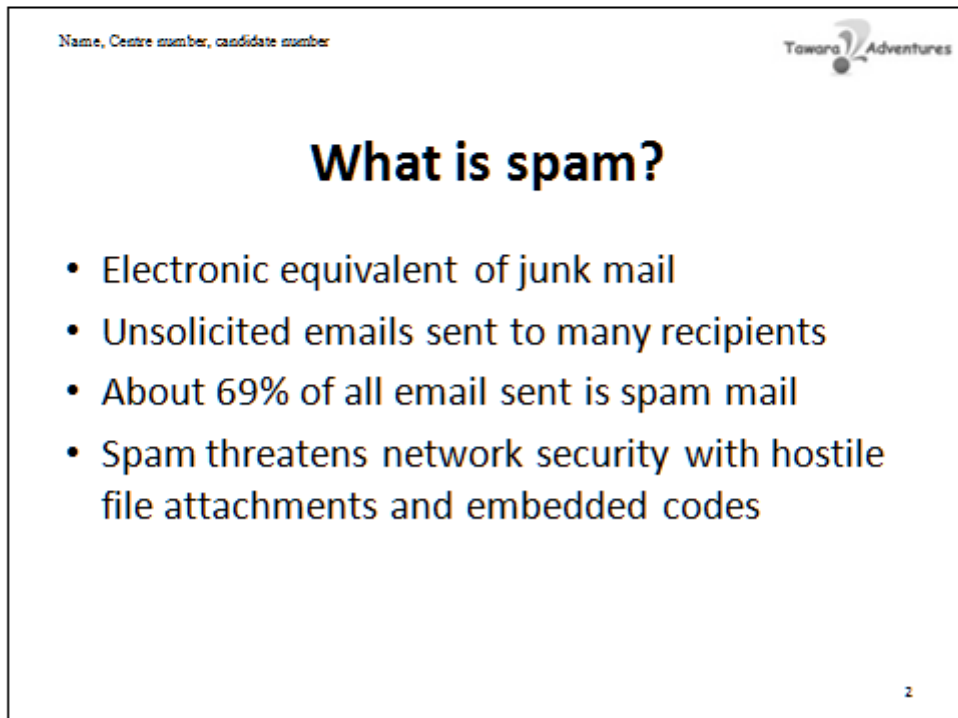 Name, Centre number, candidate number
Tawara Adventures
What is spam?
• Electronic equivalent of junk mail
• Unsolicited emails sent to many recipients
• About 69% of all email sent is spam mail
• Spam threatens network security with hostile
file attachments and embedded codes
2